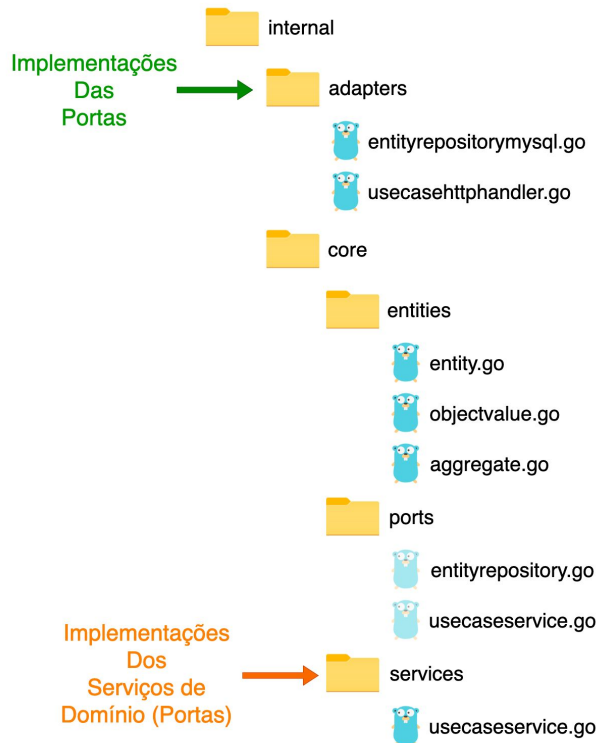 internal
Implementações
Das
Portas
adapters
entityrepositorymysql.go
usecasehttphandler.go
core
entities
entity.go
objectvalue.go
aggregate.go
ports
entityrepository.go
usecaseservice.go
Implementações
Dos
Serviços de
Domínio (Portas)
services
usecaseservice.go